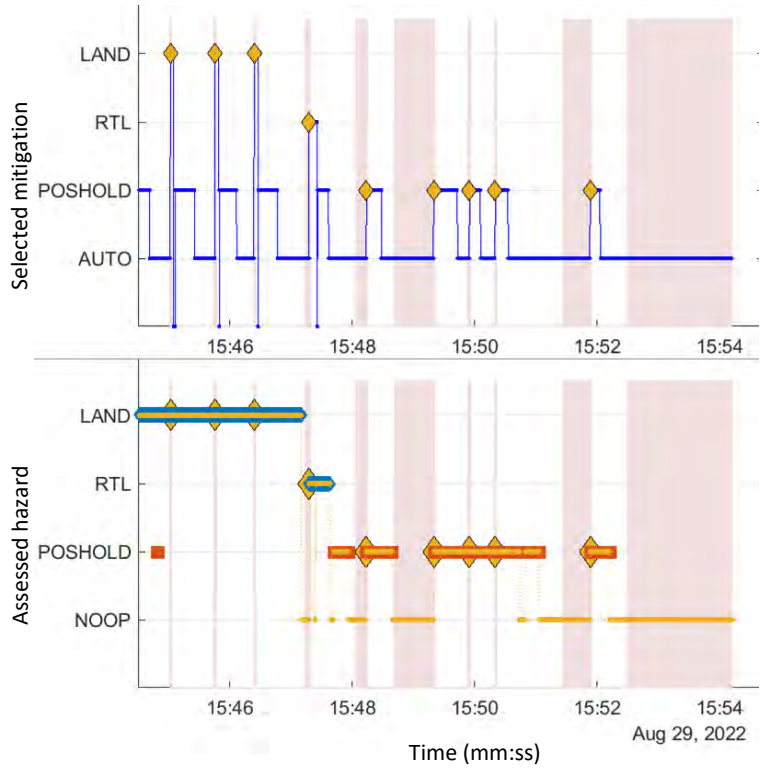 Selected mitigation
LAND
RTL
POSHOLD
AUTO
15:46 15:48 15:50 15:52 15:54
Assessed hazard
LAND
RTL
POSHOLD
NOOP
15:46 15:48 15:50 15:52 15:54
Aug 29, 2022
Time (mm:ss)